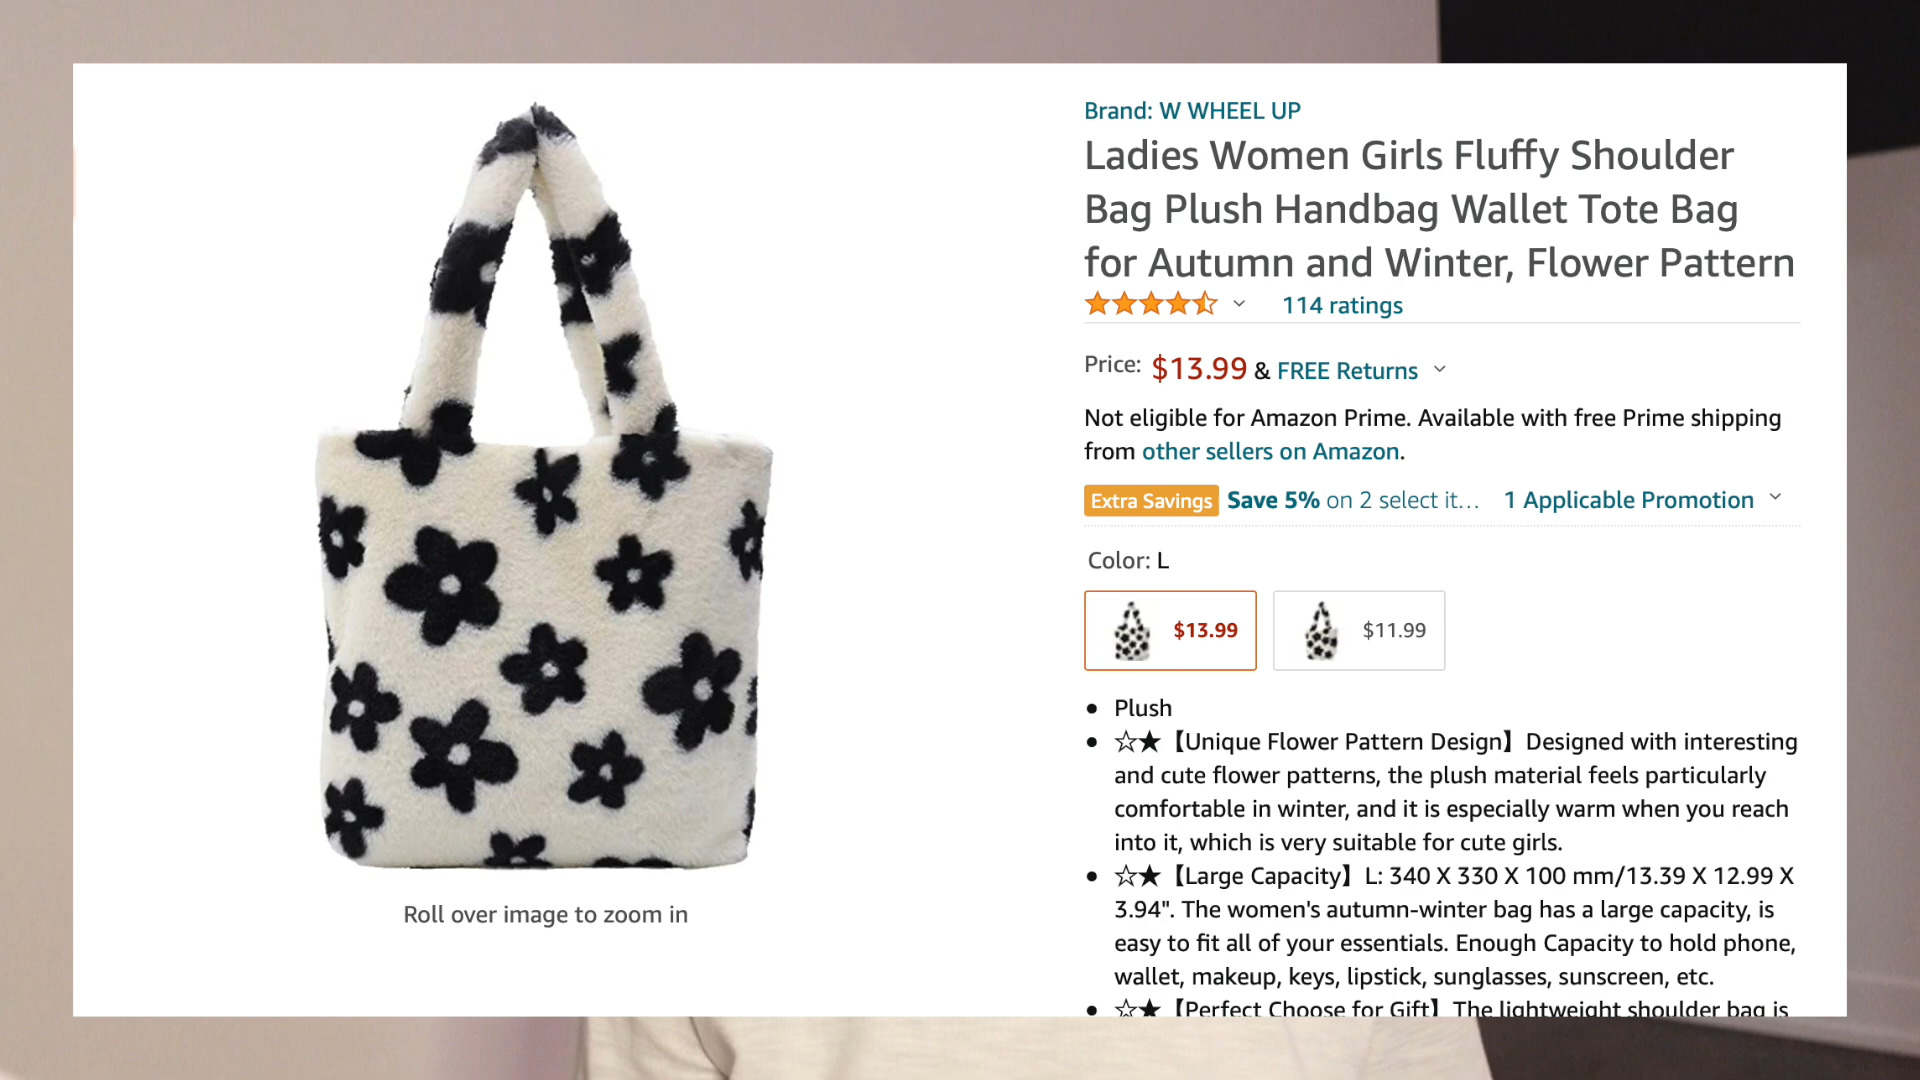 Brand: W WHEEL UP
Ladies Women Girls Fluffy Shoulder
Bag Plush Handbag Wallet Tote Bag
for Autumn and Winter, Flower Pattern
114 ratings
Price: $13.99 & FREE Returns
Not eligible for Amazon Prime. Available with free Prime shipping
from other sellers on Amazon.
Extra Savings Save 5% on 2 select it... 1 Applicable Promotion
Color: L
$13.99 $11.99
• Plush
• ☆★【Unique Flower Pattern Design】Designed with interesting
and cute flower patterns, the plush material feels particularly
comfortable in winter, and it is especially warm when you reach
into it, which is very suitable for cute girls.
• ☆★【Large Capacity】L: 340 X 330 X 100 mm/13.39 X 12.99 X
3.94". The women's autumn-winter bag has a large capacity, is
easy to fit all of your essentials. Enough Capacity to hold phone,
wallet, makeup, keys, lipstick, sunglasses, sunscreen, etc.
• ☆★【Perfect Choose for Gift】The lightweight shoulder bag is
Roll over image to zoom in